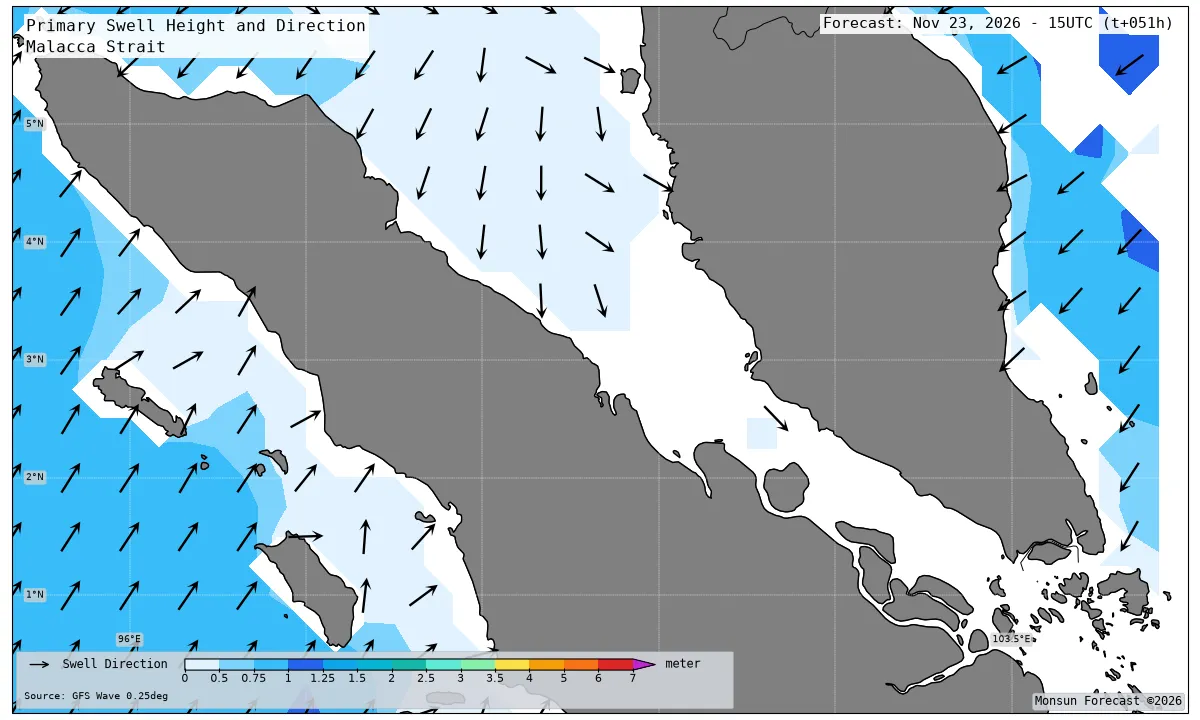 Primary Swell Height and Direction
Malacca Strait
Forecast: Nov 23, 2026 - 15UTC (t+051h)
5°N
4°N
3°N
2°N
1°N
96°E
103.5°E
Swell Direction
0 0.5 0.75 1 1.25 1.5 2 2.5 3 3.5 4 5 6 7
meter
Source: GFS Wave 0.25deg
Monsun Forecast ©2026